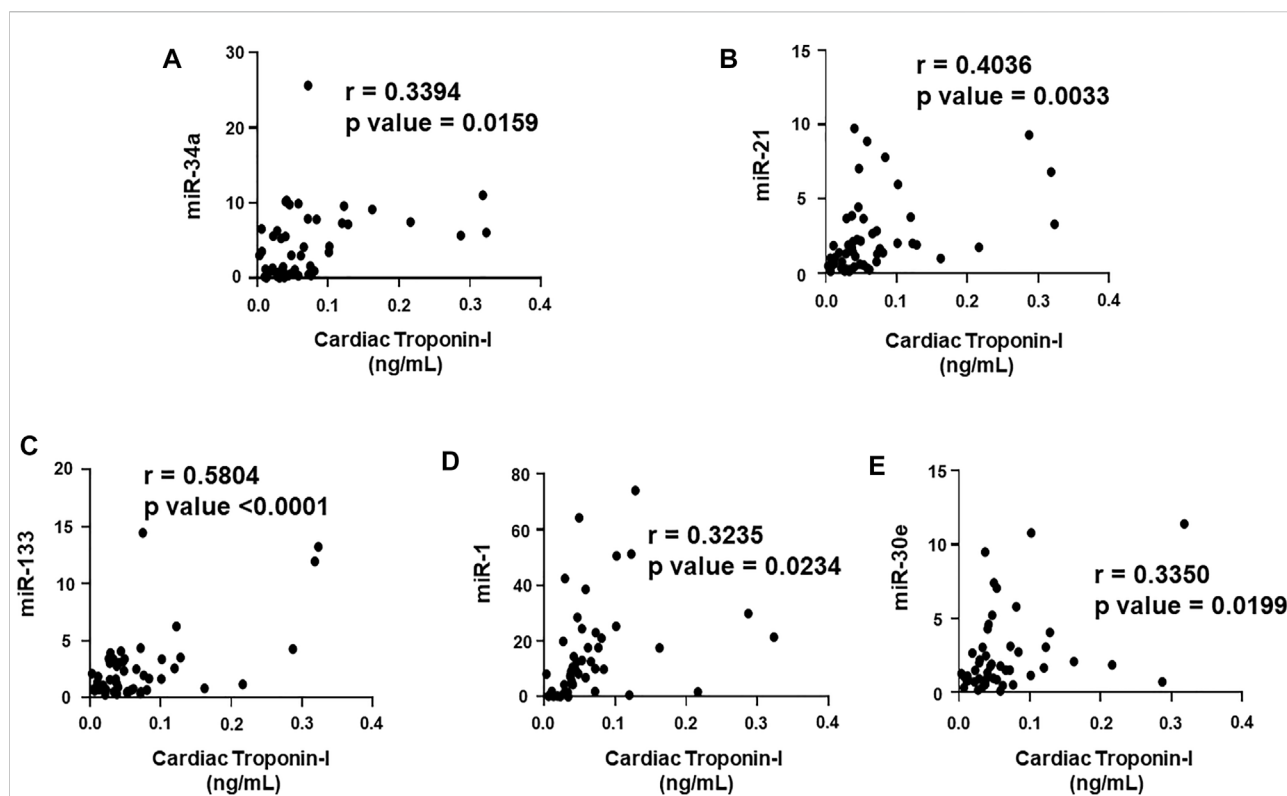 A
30
20
10
0
miR-34a
r = 0.3394
p value = 0.0159
0.0 0.1 0.2 0.3 0.4
Cardiac Troponin-I
(ng/mL)
B
15
10
5
0
miR-21
r = 0.4036
p value = 0.0033
0.0 0.1 0.2 0.3 0.4
Cardiac Troponin-I
(ng/mL)
C
20
15
10
5
0
miR-133
r = 0.5804
p value <0.0001
0.0 0.1 0.2 0.3 0.4
Cardiac Troponin-I
(ng/mL)
D
80
60
40
20
0
miR-1
r = 0.3235
p value = 0.0234
0.0 0.1 0.2 0.3 0.4
Cardiac Troponin-I
(ng/mL)
E
15
10
5
0
miR-30e
r = 0.3350
p value = 0.0199
0.0 0.1 0.2 0.3 0.4
Cardiac Troponin-I
(ng/mL)